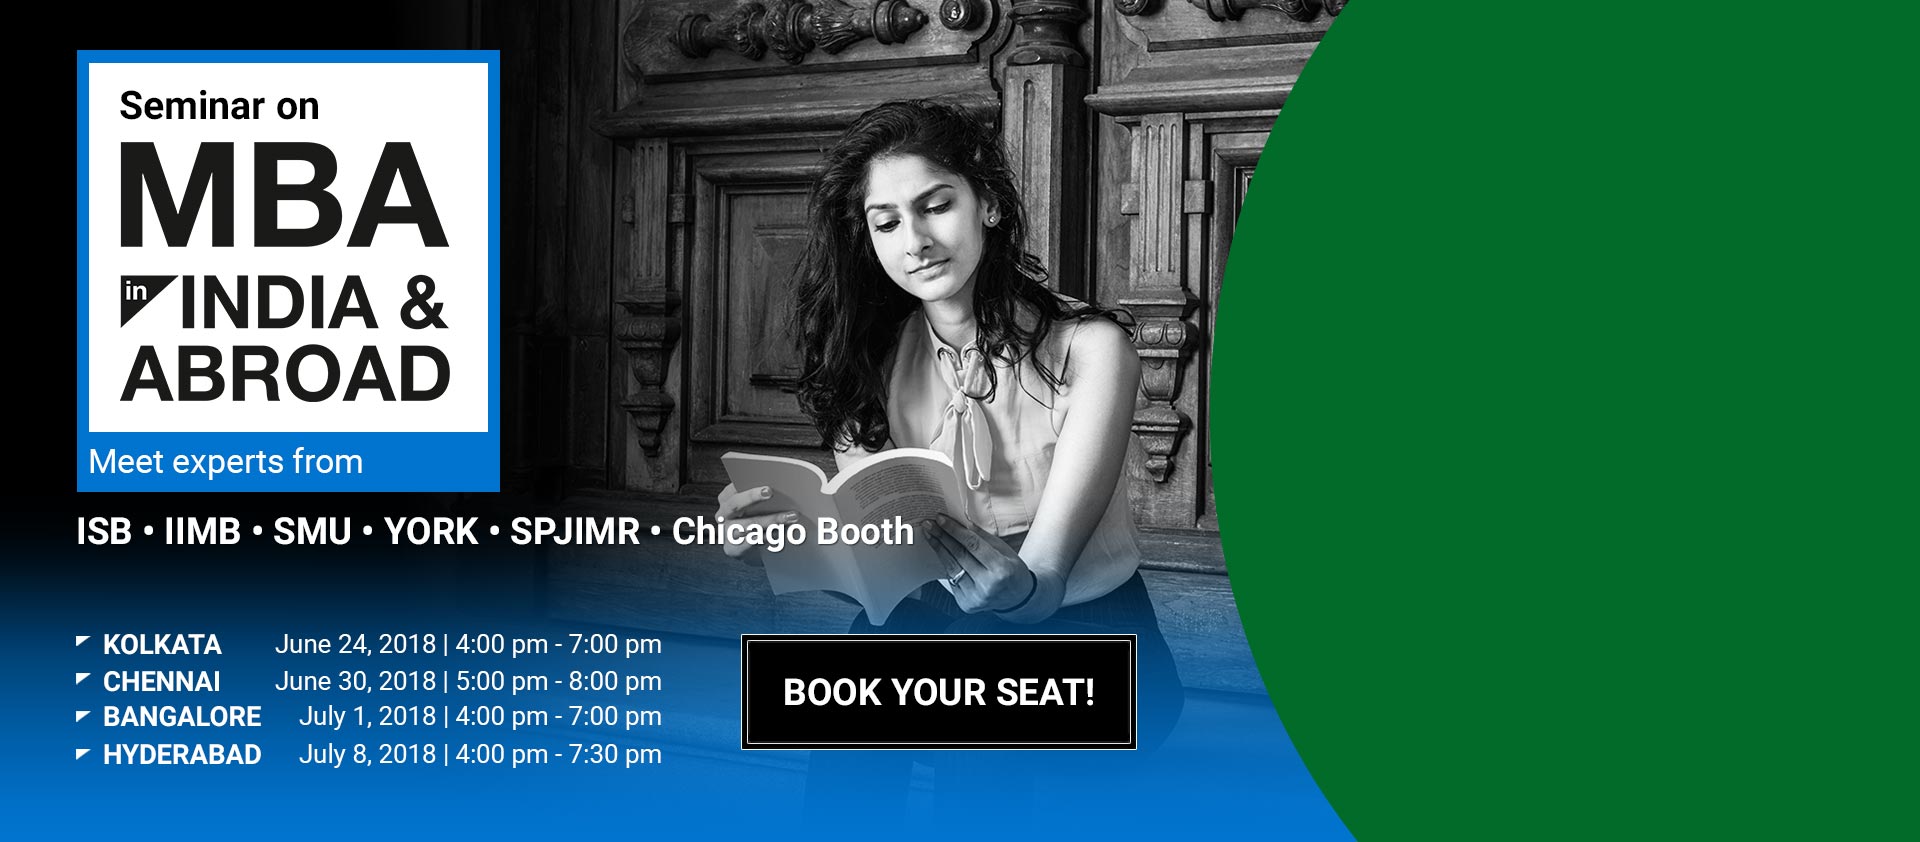 Seminar on
MBA
in INDIA &
ABROAD
Meet experts from
ISB • IIMB • SMU • YORK • SPJIMR • Chicago Booth
KOLKATA June 24, 2018 | 4:00 pm - 7:00 pm
CHENNAI June 30, 2018 | 5:00 pm - 8:00 pm
BANGALORE July 1, 2018 | 4:00 pm - 7:00 pm
HYDERABAD July 8, 2018 | 4:00 pm - 7:30 pm
BOOK YOUR SEAT!